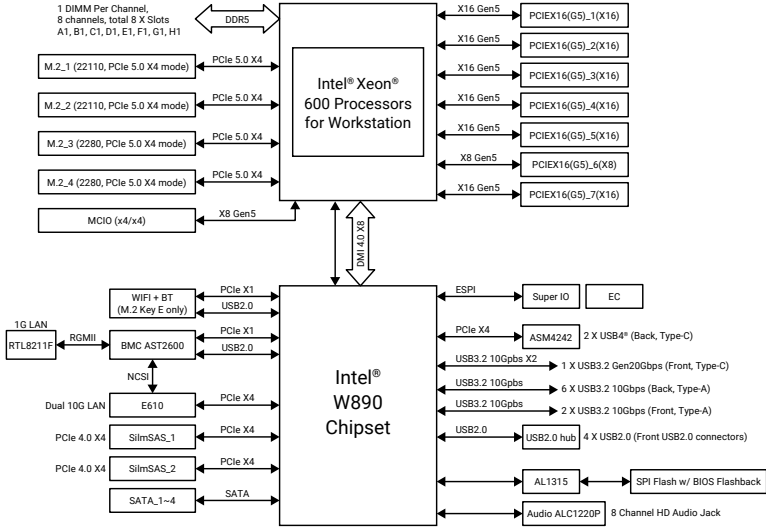 1 DIMM Per Channel,
8 channels, total 8 X Slots
A1, B1, C1, D1, E1, F1, G1, H1
DDR5
M.2_1 (22110, PCIe 5.0 X4 mode)
PCIe 5.0 X4
M.2_2 (22110, PCIe 5.0 X4 mode)
PCIe 5.0 X4
M.2_3 (2280, PCIe 5.0 X4 mode)
PCIe 5.0 X4
M.2_4 (2280, PCIe 5.0 X4 mode)
PCIe 5.0 X4
MCIO (x4/x4)
X8 Gen5
Intel® Xeon®
600 Processors
for Workstation
X16 Gen5
PCIEX16(G5)_1(X16)
X16 Gen5
PCIEX16(G5)_2(X16)
X16 Gen5
PCIEX16(G5)_3(X16)
X16 Gen5
PCIEX16(G5)_4(X16)
X16 Gen5
PCIEX16(G5)_5(X16)
X8 Gen5
PCIEX16(G5)_6(X8)
X16 Gen5
PCIEX16(G5)_7(X16)
DMI 4.0 X8
WIFI + BT
(M.2 Key E only)
PCIe X1
USB2.0
1G LAN
RTL8211F
RGMII
BMC AST2600
PCIe X1
USB2.0
NCSI
Dual 10G LAN
E610
PCIe X4
PCIe 4.0 X4
SilmSAS_1
PCIe X4
PCIe 4.0 X4
SilmSAS_2
PCIe X4
SATA_1~4
SATA
Intel®
W890
Chipset
ESPI
Super IO
EC
PCIe X4
ASM4242
2 X USB4® (Back, Type-C)
USB3.2 10Gpbs X2
1 X USB3.2 Gen20Gbps (Front, Type-C)
USB3.2 10Gpbs
6 X USB3.2 10Gbps (Back, Type-A)
USB3.2 10Gpbs
2 X USB3.2 10Gbps (Front, Type-A)
USB2.0
USB2.0 hub
4 X USB2.0 (Front USB2.0 connectors)
AL1315
SPI Flash w/ BIOS Flashback
Audio ALC1220P
8 Channel HD Audio Jack